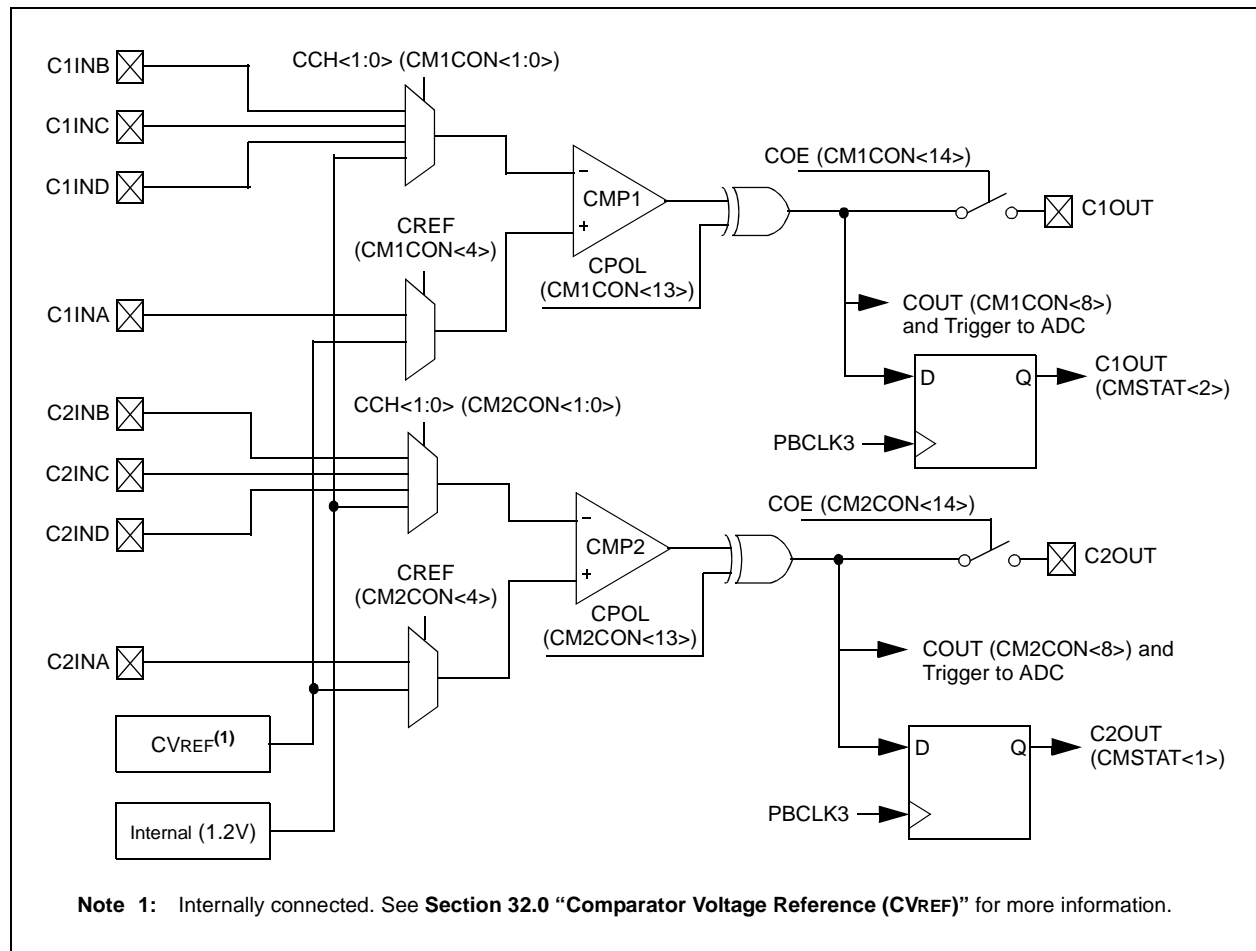 C1INB
CCH<1:0> (CM1CON<1:0>)
C1INC
C1IND
COE (CM1CON<14>)
CMP1
C1OUT
CREF
(CM1CON<4>)
CPOL
(CM1CON<13>)
C1INA
COUT (CM1CON<8>)
and Trigger to ADC
D
Q
C1OUT
(CMSTAT<2>)
PBCLK3
C2INB
CCH<1:0> (CM2CON<1:0>)
C2INC
C2IND
COE (CM2CON<14>)
CMP2
C2OUT
CREF
(CM2CON<4>)
CPOL
(CM2CON<13>)
C2INA
COUT (CM2CON<8>) and
Trigger to ADC
CVREF(1)
D
Q
C2OUT
(CMSTAT<1>)
PBCLK3
Internal (1.2V)
Note 1: Internally connected. See Section 32.0 “Comparator Voltage Reference (CVREF)” for more information.